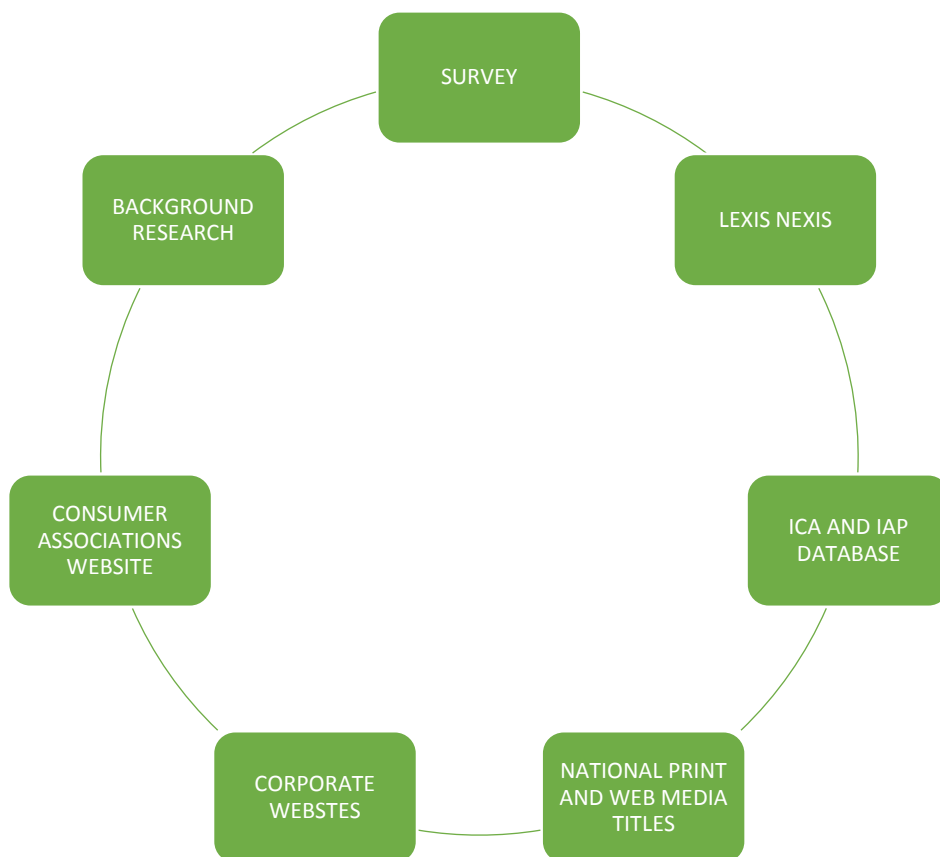 SURVEY
LEXIS NEXIS
ICA AND IAP
DATABASE
NATIONAL PRINT
AND WEB MEDIA
TITLES
CORPORATE
WEBSTES
CONSUMER
ASSOCIATIONS
WEBSITE
BACKGROUND
RESEARCH